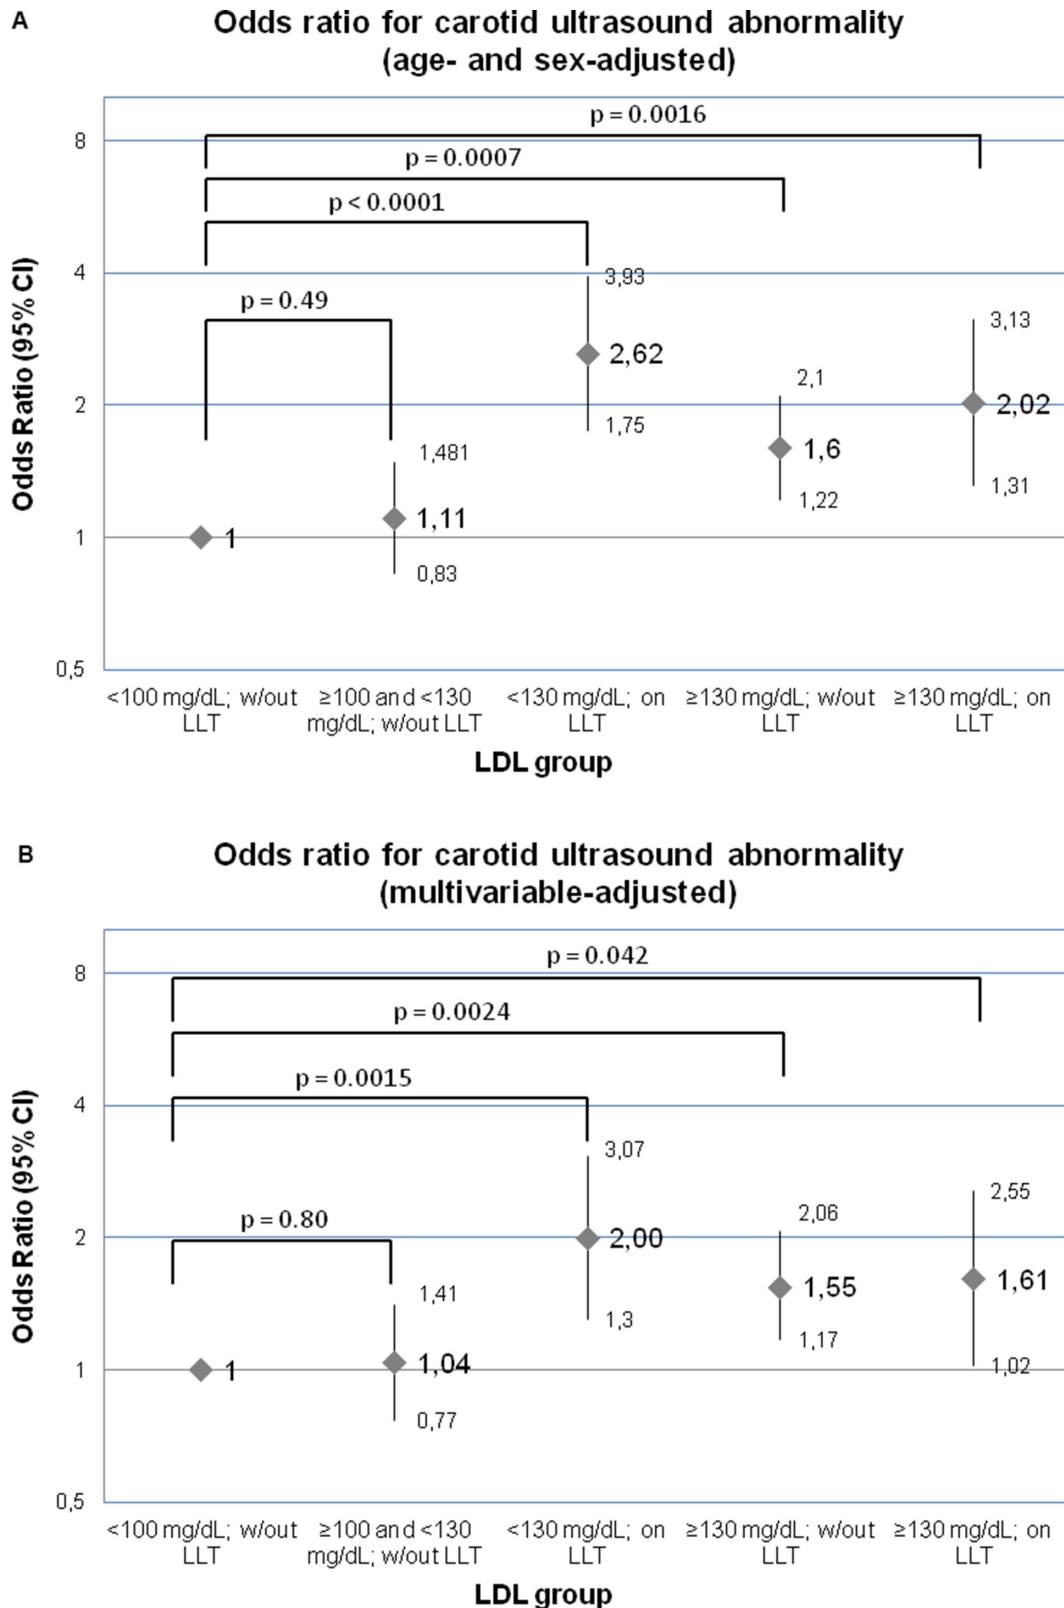 A
Odds ratio for carotid ultrasound abnormality
(age- and sex-adjusted)
p = 0.0016
8
p = 0.0007
p < 0.0001
4
3,93
p = 0.49
3,13
2,62
2,1
2
2,02
1,75
1,481
1,6
1,22
1,31
1,11
1
1
0,83
0,5
<100 mg/dL; w/out LLT
≥100 and <130 mg/dL; w/out LLT
<130 mg/dL; on LLT
≥130 mg/dL; w/out LLT
≥130 mg/dL; on LLT
LDL group
Odds Ratio (95% CI)
B
Odds ratio for carotid ultrasound abnormality
(multivariable-adjusted)
p = 0.042
8
p = 0.0024
p = 0.0015
4
3,07
2,55
p = 0.80
2,06
2
2,00
1,41
1,55
1,61
1,3
1,17
1
1
1,04
1,02
0,77
0,5
<100 mg/dL; w/out LLT
≥100 and <130 mg/dL; w/out LLT
<130 mg/dL; on LLT
≥130 mg/dL; w/out LLT
≥130 mg/dL; on LLT
LDL group
Odds Ratio (95% CI)